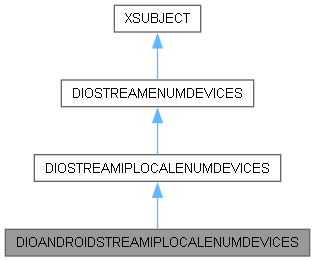 XSUBJECT
DIOSTREAMENUMDEVICES
DIOSTREAMIPLOCALENUMDEVICES
DIOANDROIDSTREAMIPLOCALENUMDEVICES